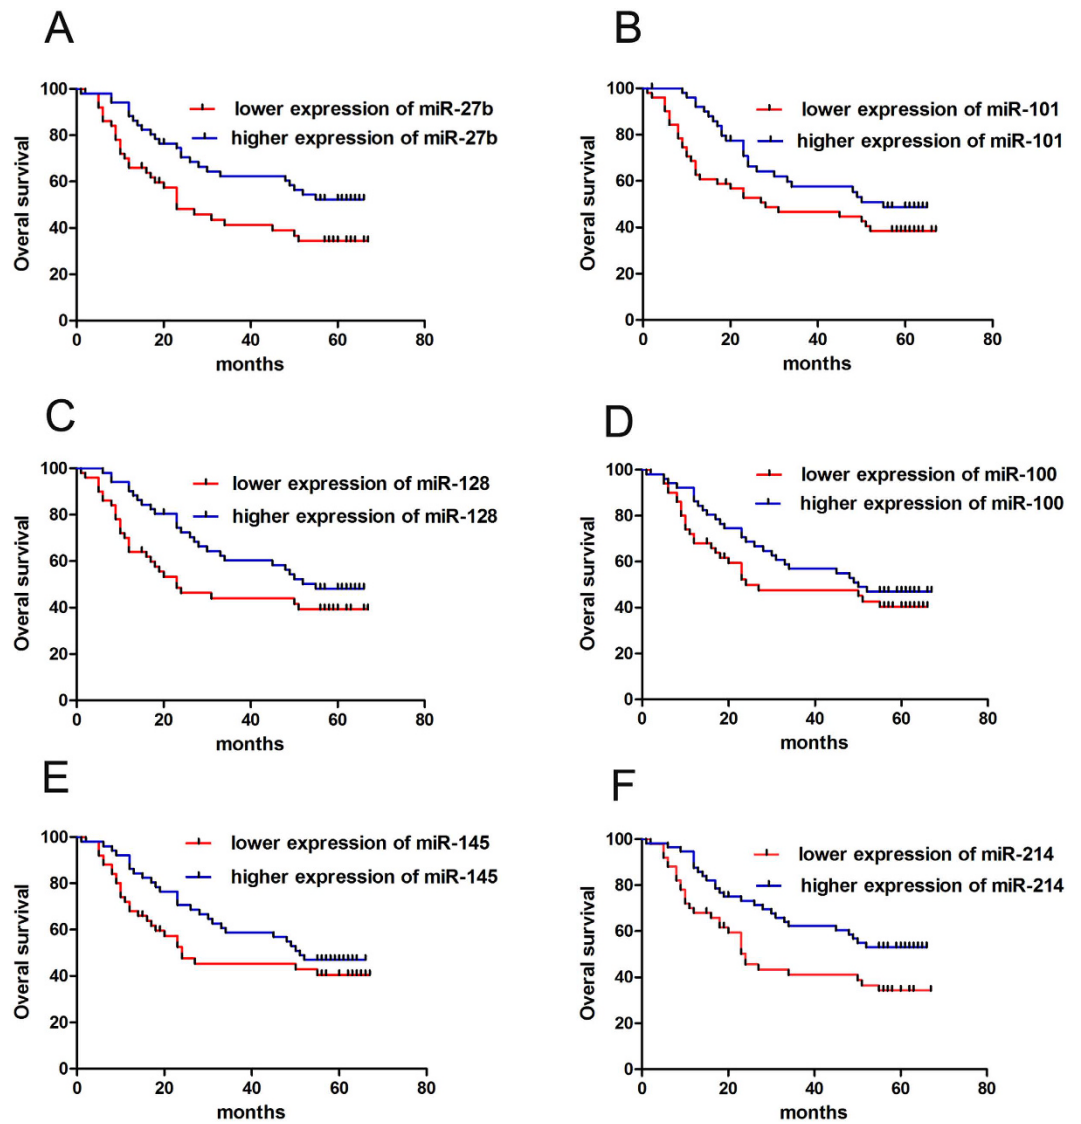 A
100
80
60
40
20
0
Overal survival
lower expression of miR-27b
higher expression of miR-27b
0 20 40 60 80
months
B
100
80
60
40
20
0
Overal survival
lower expression of miR-101
higher expression of miR-101
0 20 40 60 80
months
C
100
80
60
40
20
0
Overal survival
lower expression of miR-128
higher expression of miR-128
0 20 40 60 80
months
D
100
80
60
40
20
0
Overal survival
lower expression of miR-100
higher expression of miR-100
0 20 40 60 80
months
E
100
80
60
40
20
0
Overal survival
lower expression of miR-145
higher expression of miR-145
0 20 40 60 80
months
F
100
80
60
40
20
0
Overal survival
lower expression of miR-214
higher expression of miR-214
0 20 40 60 80
months